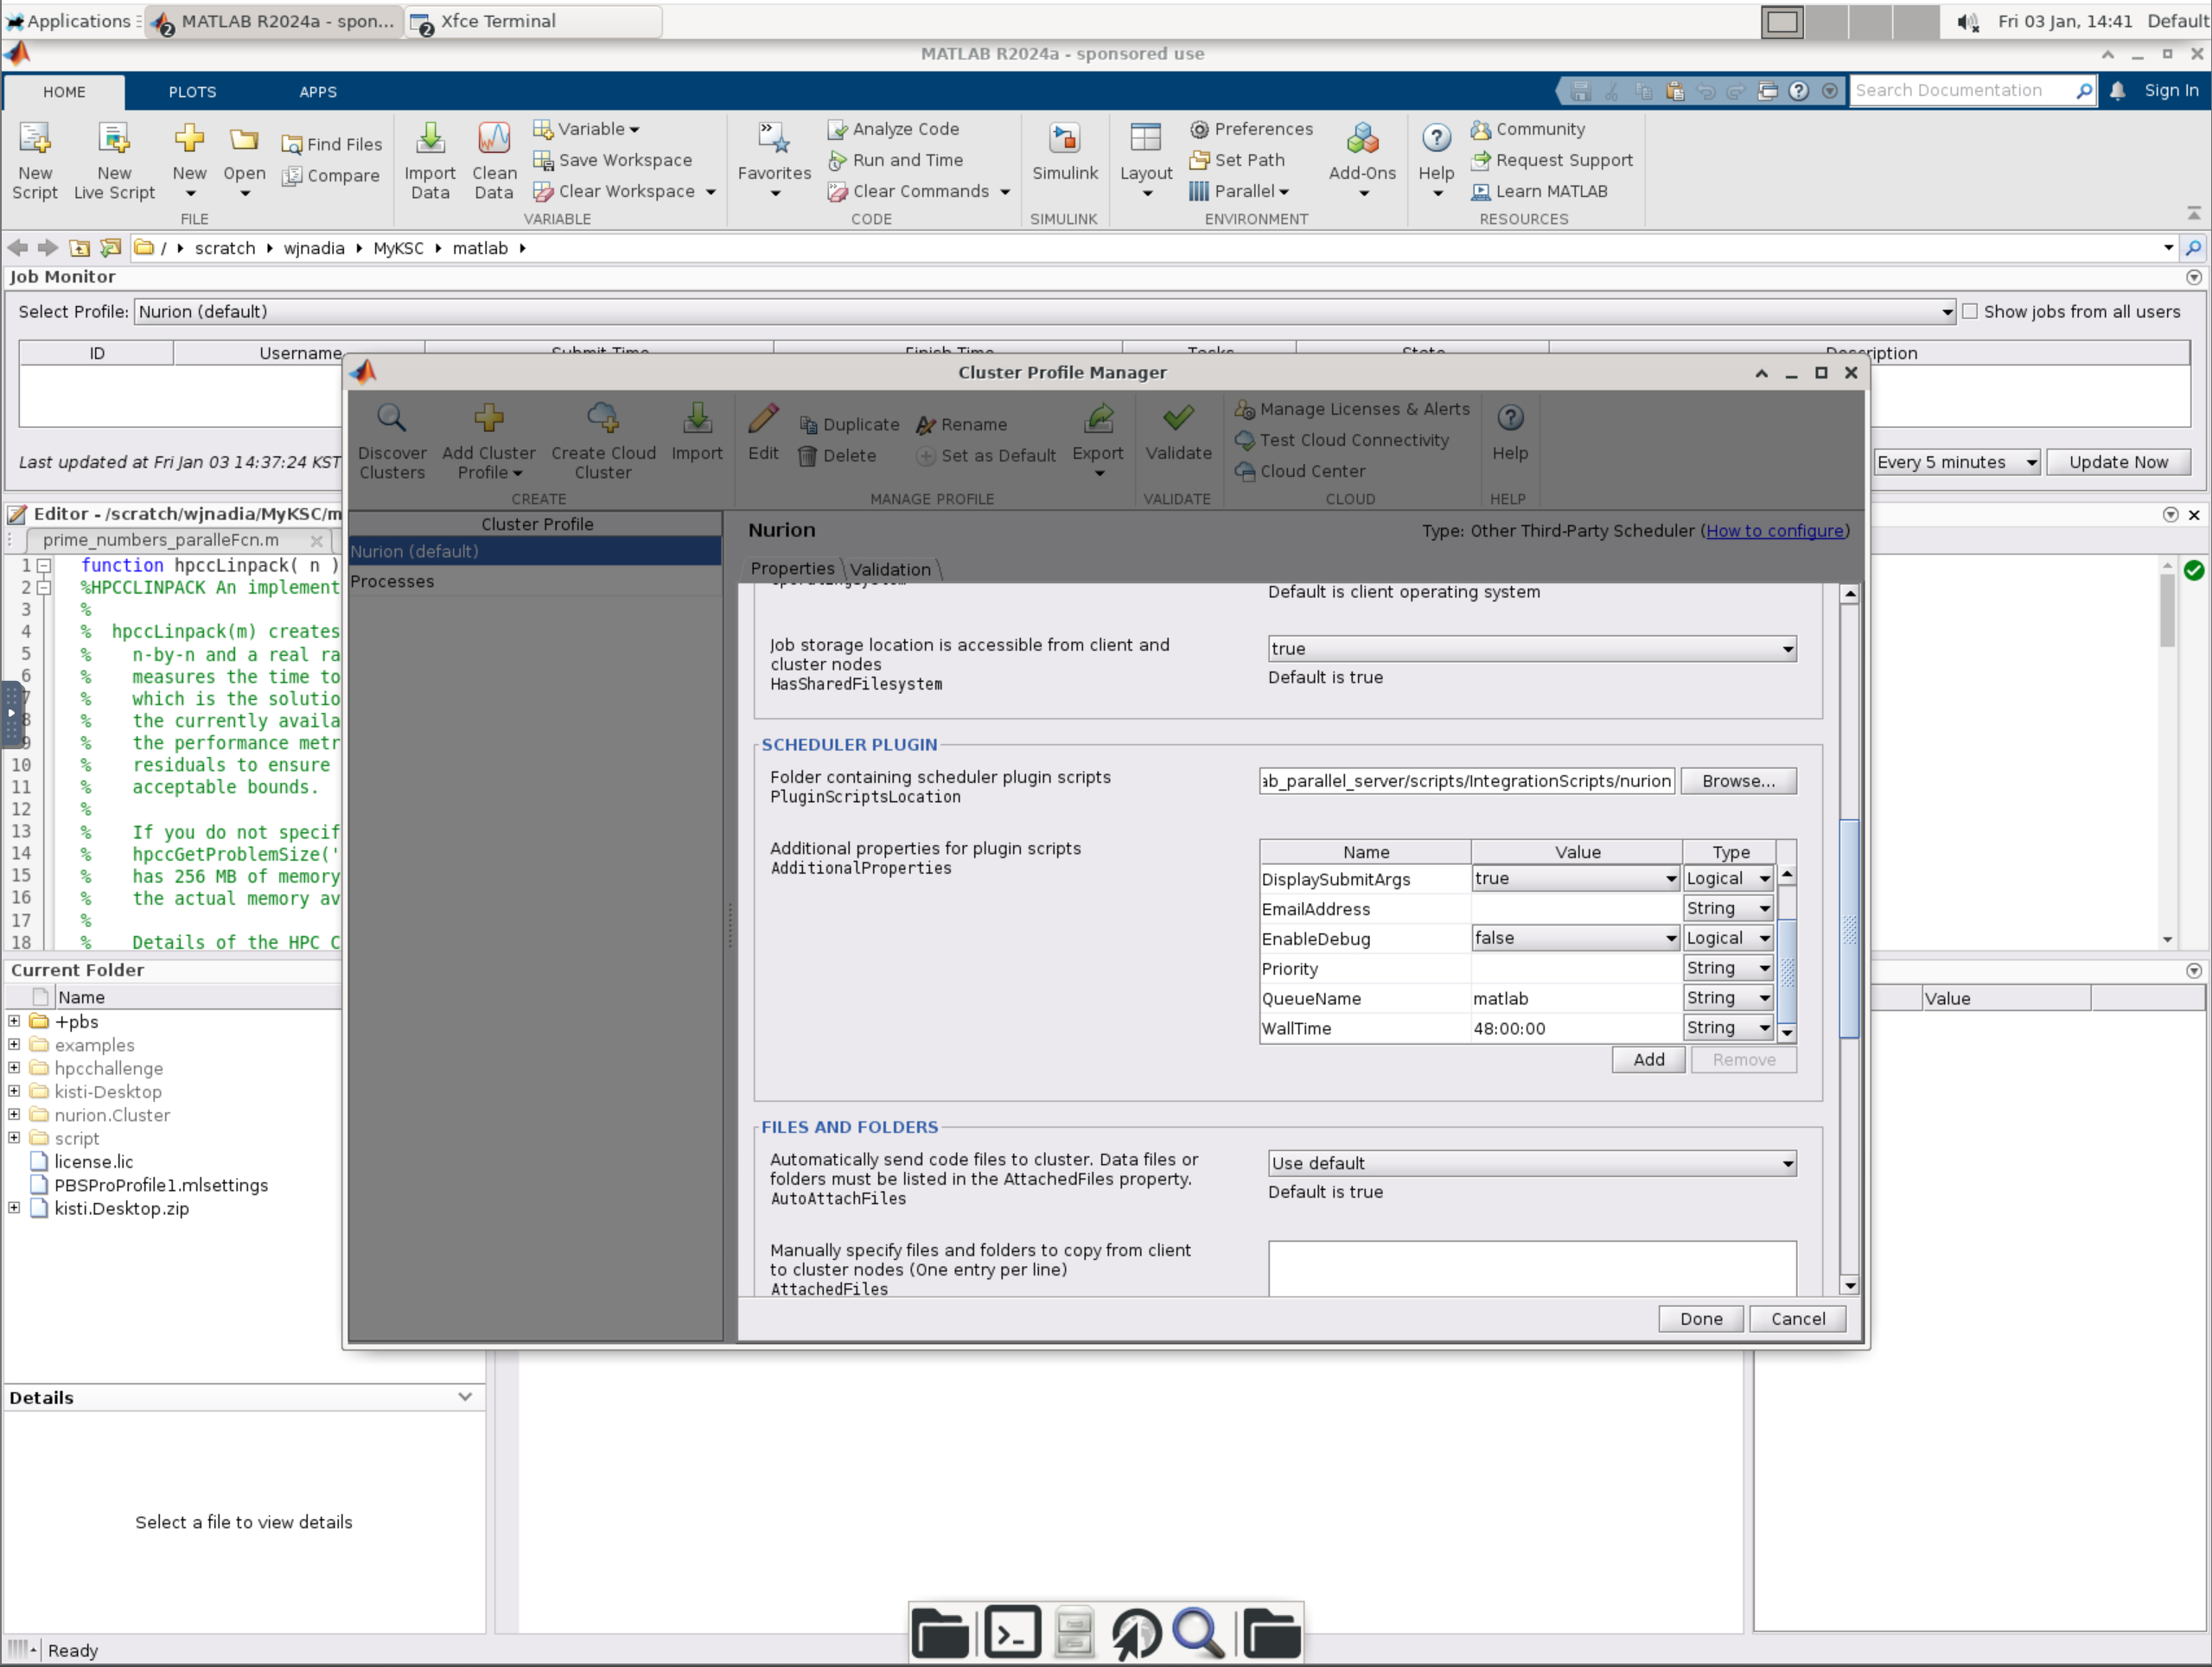 Applications
MATLAB R2024a - spon...
2
Xfce Terminal
2
Fri 03 Jan, 14:41
Default
MATLAB R2024a - sponsored use
HOME
PLOTS
APPS
Search Documentation
Sign In
New Script
New Live Script
New
Open
Find Files
Compare
FILE
Import Data
Clean Data
Variable
Save Workspace
Clear Workspace
VARIABLE
Favorites
Analyze Code
Run and Time
Clear Commands
CODE
Simulink
SIMULINK
Layout
Preferences
Set Path
Parallel
Add-Ons
ENVIRONMENT
Help
Community
Request Support
Learn MATLAB
RESOURCES
/ scratch wjnadia MyKSC matlab
Job Monitor
Select Profile: Nurion (default)
Show jobs from all users
ID Username Submit Time Finish Time Tasks State Description
Last updated at Fri Jan 03 14:37:24 KST
Every 5 minutes
Update Now
Cluster Profile Manager
Discover Clusters
Add Cluster Profile
Create Cloud Cluster
Import
CREATE
Edit
Duplicate
Delete
Rename
Set as Default
Export
MANAGE PROFILE
Validate
VALIDATE
Manage Licenses & Alerts
Test Cloud Connectivity
Cloud Center
CLOUD
Help
HELP
Cluster Profile
Nurion (default)
Processes
Nurion
Type: Other Third-Party Scheduler (How to configure)
Properties
Validation
Default is client operating system
Job storage location is accessible from client and
cluster nodes
HasSharedFilesystem
true
Default is true
SCHEDULER PLUGIN
Folder containing scheduler plugin scripts
PluginScriptsLocation
ab_parallel_server/scripts/IntegrationScripts/nurion
Browse...
Additional properties for plugin scripts
AdditionalProperties
Name Value Type
DisplaySubmitArgs true Logical
EmailAddress String
EnableDebug false Logical
Priority String
QueueName matlab String
WallTime 48:00:00 String
Add
Remove
FILES AND FOLDERS
Automatically send code files to cluster. Data files or
folders must be listed in the AttachedFiles property.
AutoAttachFiles
Use default
Default is true
Manually specify files and folders to copy from client
to cluster nodes (One entry per line)
AttachedFiles
Done
Cancel
Editor - /scratch/wjnadia/MyKSC/m
prime_numbers_paralleFcn.m
1 function hpccLinpack( n )
2 %HPCCLINPACK An implement
3 %
4 % hpccLinpack(m) creates
5 % n-by-n and a real ra
6 % measures the time to
7 % which is the solutio
8 % the currently availa
9 % the performance metr
10 % residuals to ensure
11 % acceptable bounds.
12 %
13 % If you do not specif
14 % hpccGetProblemSize('
15 % has 256 MB of memory
16 % the actual memory av
17 %
18 % Details of the HPC C
Current Folder
Name
+pbs
examples
hpcchallenge
kisti-Desktop
nurion.Cluster
script
license.lic
PBSProProfile1.mlsettings
kisti.Desktop.zip
Value
Details
Select a file to view details
Ready